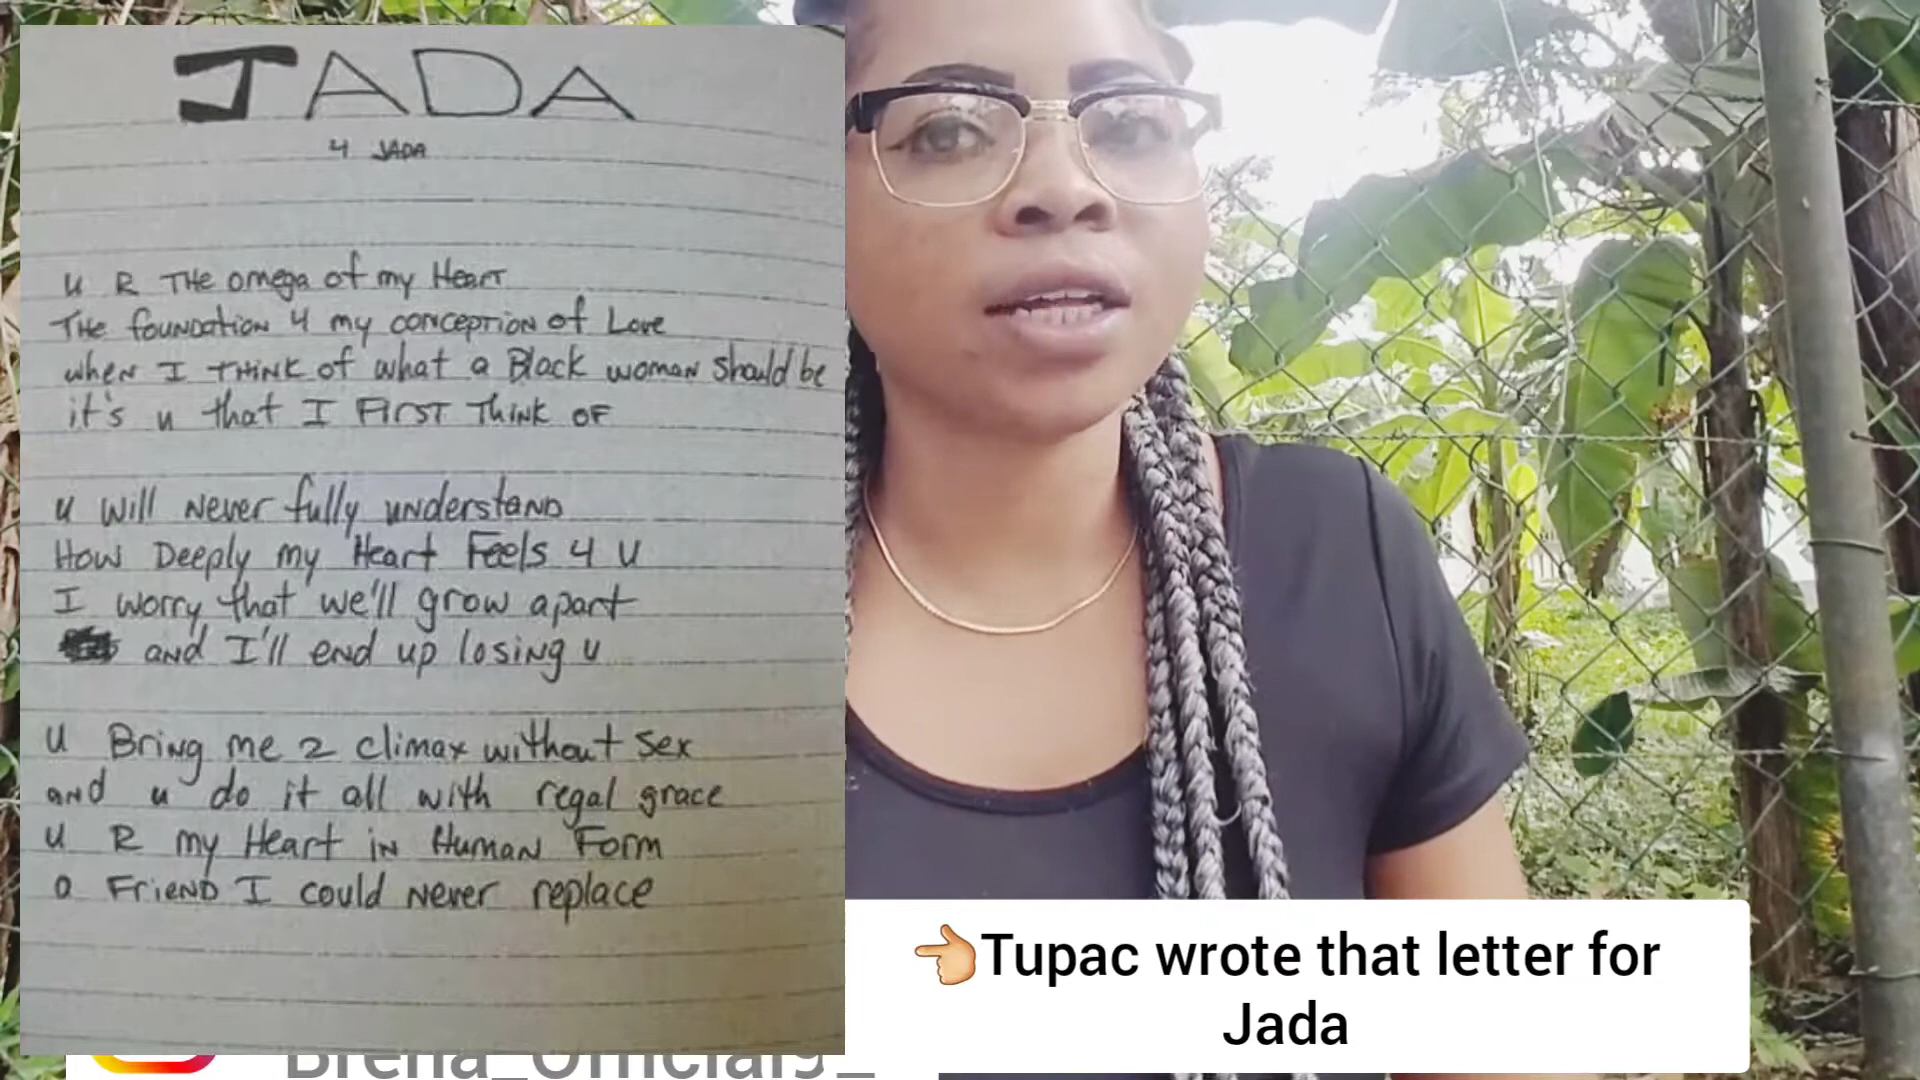 JADA
4 JADA
U R THE omega of my Heart
THE foundation 4 my conception of Love
when I THINK of what a Black woman should be
it's u that I FIRST Think OF
u will never fully understand
How Deeply my Heart Feels 4 U
I worry that we'll grow apart
and I'll end up losing u
U Bring me 2 climax without sex
and u do it all with regal grace
U R my Heart in Human Form
a Friend I could never replace
👈Tupac wrote that letter for
Jada